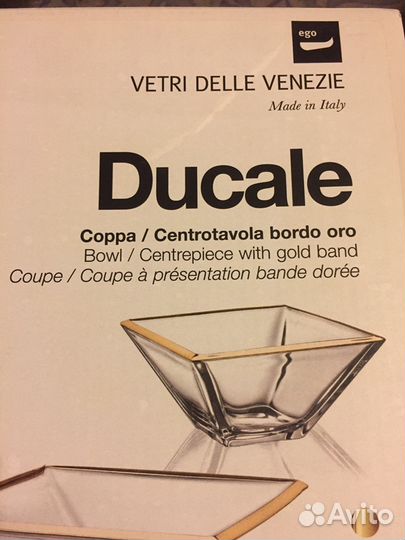 ego
VETRI DELLE VENEZIE
Made in Italy
Ducale
Coppa / Centrotavola bordo oro
Bowl / Centrepiece with gold band
Coupe / Coupe à présentation bande dorée
Avito